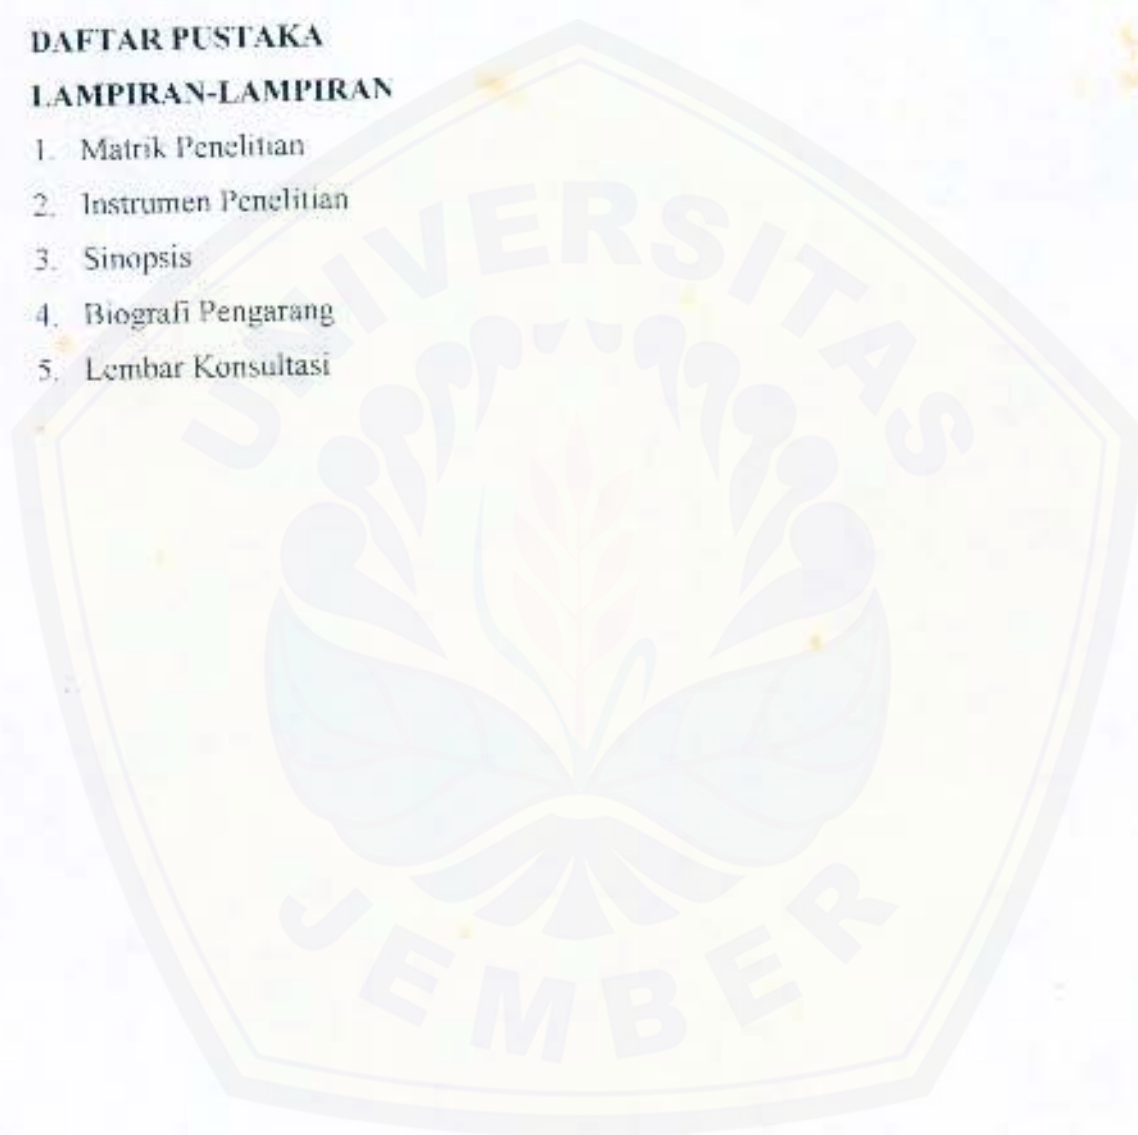 DAFTAR PUSTAKA
LAMPIRAN-LAMPIRAN
1. Matrik Penelitian
2. Instrumen Penelitian
3. Sinopsis
4. Biografi Pengarang
5. Lembar Konsultasi
UNIVERSITAS
JEMBER